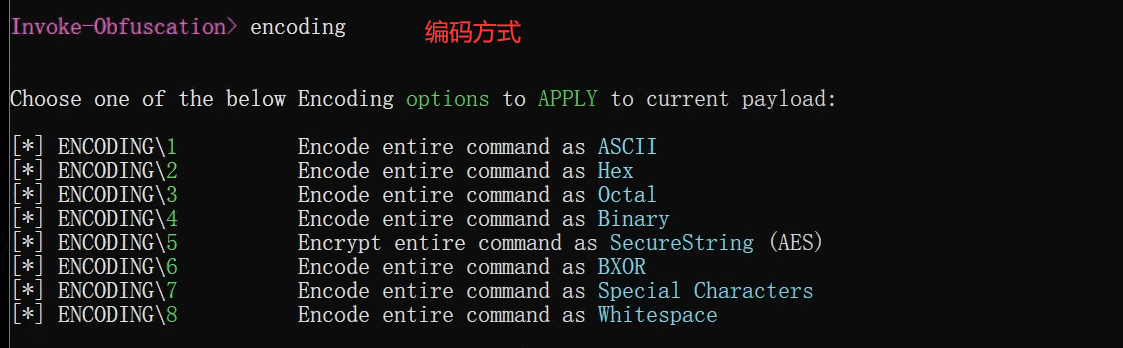 Invoke-Obfuscation> encoding 编码方式
Choose one of the below Encoding options to APPLY to current payload:
[*] ENCODING\1 Encode entire command as ASCII
[*] ENCODING\2 Encode entire command as Hex
[*] ENCODING\3 Encode entire command as Octal
[*] ENCODING\4 Encode entire command as Binary
[*] ENCODING\5 Encrypt entire command as SecureString (AES)
[*] ENCODING\6 Encode entire command as BXOR
[*] ENCODING\7 Encode entire command as Special Characters
[*] ENCODING\8 Encode entire command as Whitespace